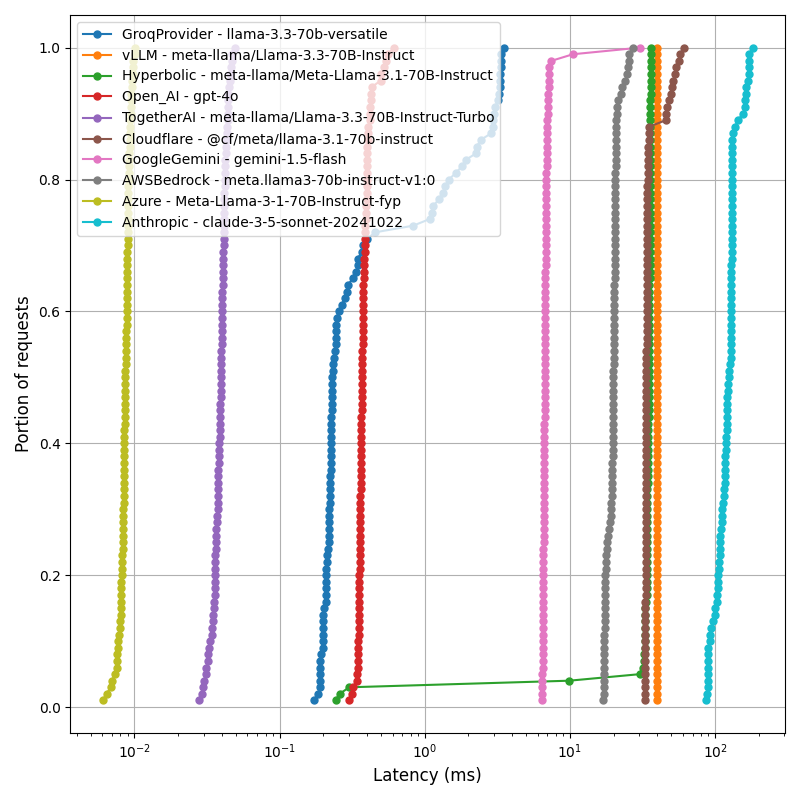 GroqProvider - llama-3.3-70b-versatile
vLLM - meta-llama/Llama-3.3-70B-Instruct
Hyperbolic - meta-llama/Meta-Llama-3.1-70B-Instruct
Open_AI - gpt-4o
TogetherAI - meta-llama/Llama-3.3-70B-Instruct-Turbo
Cloudflare - @cf/meta/llama-3.1-70b-instruct
GoogleGemini - gemini-1.5-flash
AWSBedrock - meta.llama3-70b-instruct-v1:0
Azure - Meta-Llama-3-1-70B-Instruct-fyp
Anthropic - claude-3-5-sonnet-20241022
Portion of requests
1.0
0.8
0.6
0.4
0.2
0.0
10⁻² 10⁻¹ 10⁰ 10¹ 10²
Latency (ms)